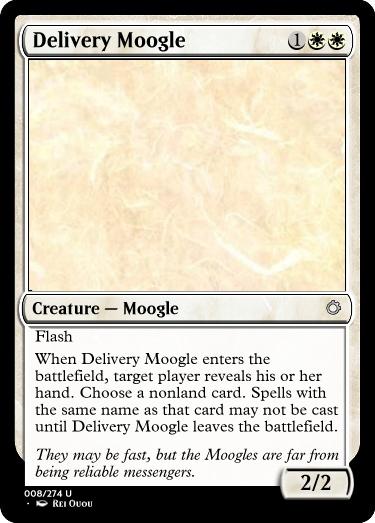 Delivery Moogle 1
Creature — Moogle
Flash
When Delivery Moogle enters the
battlefield, target player reveals his or her
hand. Choose a nonland card. Spells with
the same name as that card may not be cast
until Delivery Moogle leaves the battlefield.
They may be fast, but the Moogles are far from
being reliable messengers.
2/2
008/274 U
Rei Ouou